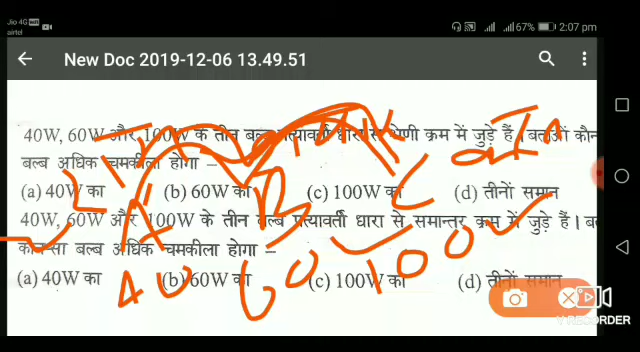 Jio 4G
airtel
67% 2:07 pm
New Doc 2019-12-06 13.49.51
40W, 60W और 100W के तीन बल्ब प्रत्यावर्ती धारा से श्रेणी क्रम में जुड़े हैं। बताओ कौन
बल्ब अधिक चमकीला होगा –
(a) 40W का (b) 60W का (c) 100W का (d) तीनों समान
40W, 60W और 100W के तीन बल्ब प्रत्यावर्ती धारा से समान्तर क्रम में जुड़े हैं। ब
कौन सा बल्ब अधिक चमकीला होगा –
(a) 40W का (b) 60W का (c) 100W का (d) तीनों समान
B C
40 60 100
RECORDER